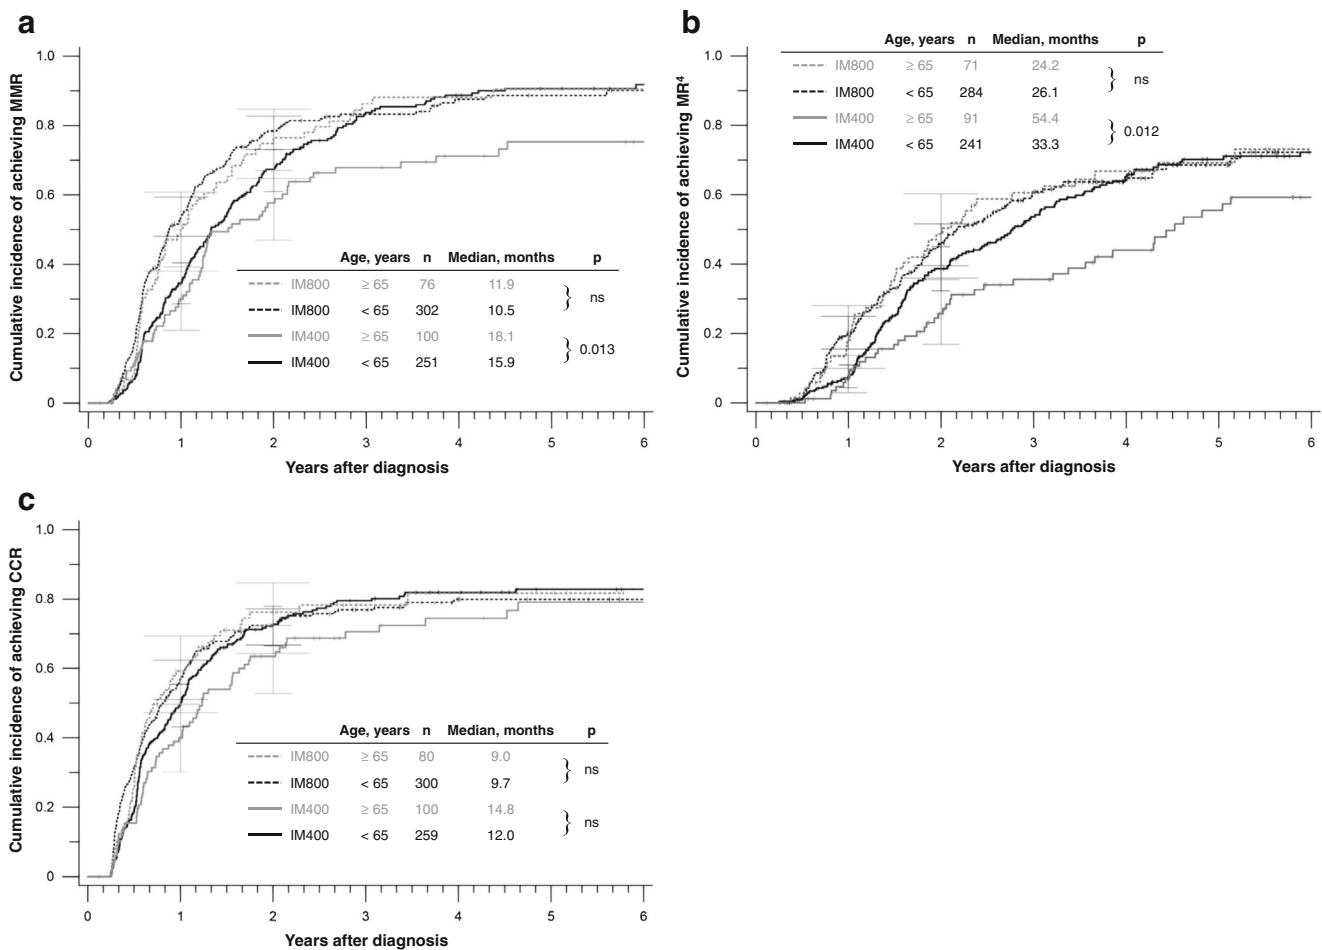 a
Cumulative incidence of achieving MMR
1.0
0.8
0.6
0.4
0.2
0
Age, years n Median, months p
IM800 ≥ 65 76 11.9
ns
IM800 < 65 302 10.5
IM400 ≥ 65 100 18.1
0.013
IM400 < 65 251 15.9
0 1 2 3 4 5 6
Years after diagnosis
b
Cumulative incidence of achieving MR⁴
1.0
0.8
0.6
0.4
0.2
0
Age, years n Median, months p
IM800 ≥ 65 71 24.2
ns
IM800 < 65 284 26.1
IM400 ≥ 65 91 54.4
0.012
IM400 < 65 241 33.3
0 1 2 3 4 5 6
Years after diagnosis
c
Cumulative incidence of achieving CCR
1.0
0.8
0.6
0.4
0.2
0
Age, years n Median, months p
IM800 ≥ 65 80 9.0
ns
IM800 < 65 300 9.7
IM400 ≥ 65 100 14.8
ns
IM400 < 65 259 12.0
0 1 2 3 4 5 6
Years after diagnosis